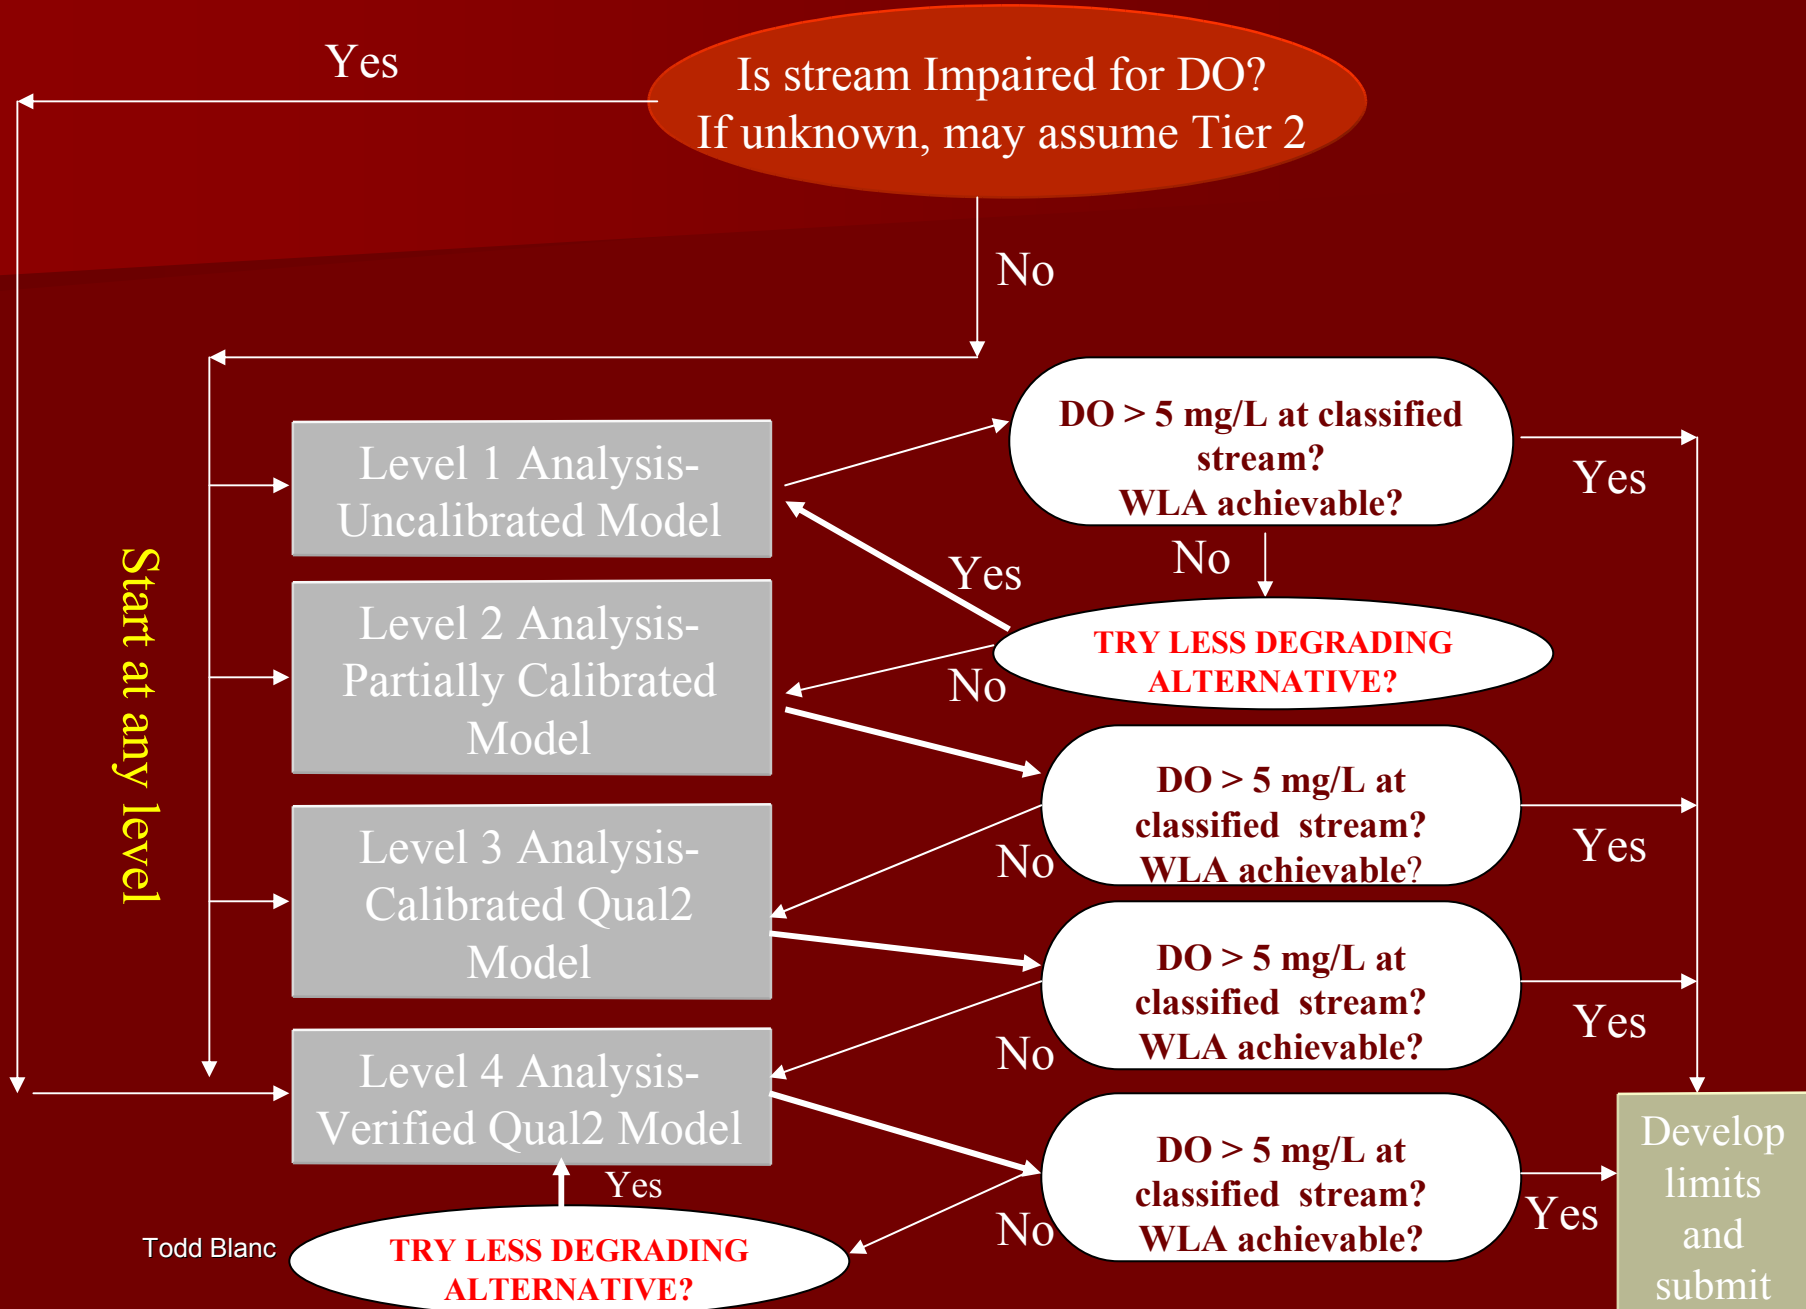 Yes
Is stream Impaired for DO?
If unknown, may assume Tier 2
No
Start at any level
Level 1 Analysis-
Uncalibrated Model
DO > 5 mg/L at classified
stream?
WLA achievable?
Yes
No
TRY LESS DEGRADING
ALTERNATIVE?
Yes
No
Level 2 Analysis-
Partially Calibrated
Model
DO > 5 mg/L at
classified stream?
WLA achievable?
Yes
No
Level 3 Analysis-
Calibrated Qual2
Model
DO > 5 mg/L at
classified stream?
WLA achievable?
Yes
No
Level 4 Analysis-
Verified Qual2 Model
DO > 5 mg/L at
classified stream?
WLA achievable?
Yes
No
Yes
TRY LESS DEGRADING
ALTERNATIVE?
Develop
limits
and
submit
Todd Blanc